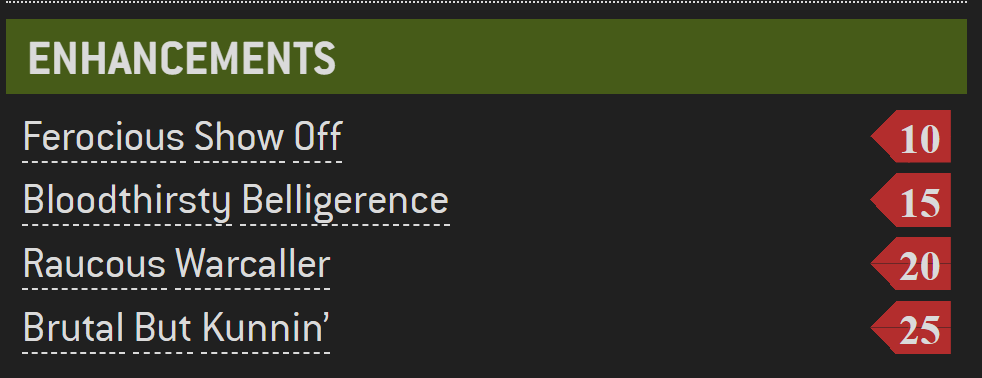 ENHANCEMENTS
Ferocious Show Off 10
Bloodthirsty Belligerence 15
Raucous Warcaller 20
Brutal But Kunnin’ 25